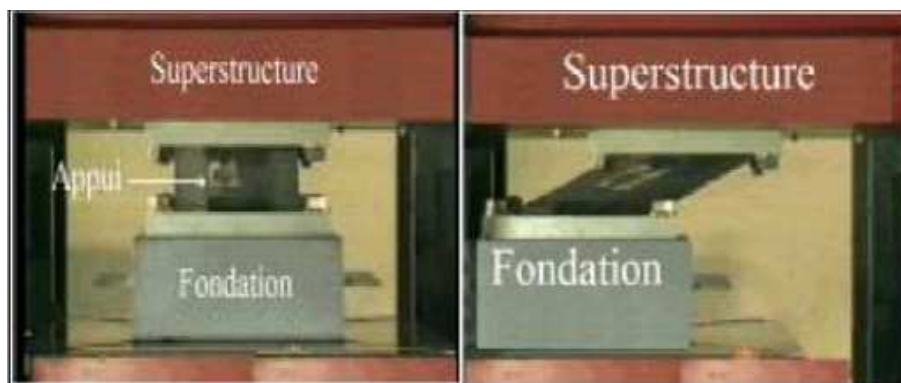 Superstructure
Appui
Fondation
Superstructure
Fondation